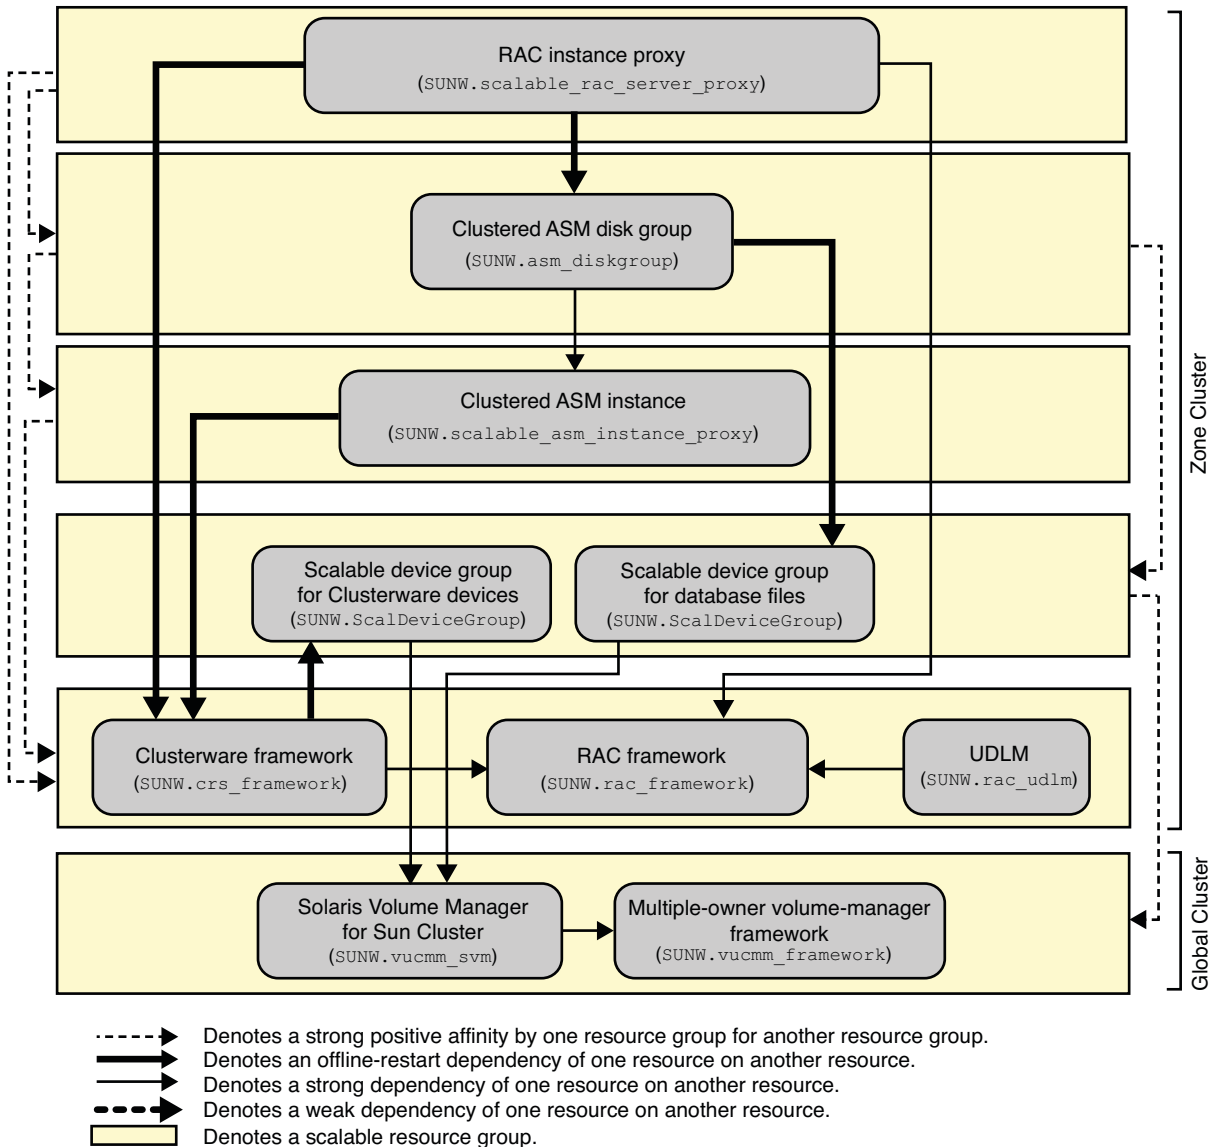 RAC instance proxy
(SUNW.scalable_rac_server_proxy)
Clustered ASM disk group
(SUNW.asm_diskgroup)
Clustered ASM instance
(SUNW.scalable_asm_instance_proxy)
Zone Cluster
Scalable device group
for Clusterware devices
(SUNW.ScalDeviceGroup)
Scalable device group
for database files
(SUNW.ScalDeviceGroup)
Clusterware framework
(SUNW.crs_framework)
RAC framework
(SUNW.rac_framework)
UDLM
(SUNW.rac_udlm)
Solaris Volume Manager
for Sun Cluster
(SUNW.vucmm_svm)
Multiple-owner volume-manager
framework
(SUNW.vucmm_framework)
Global Cluster
Denotes a strong positive affinity by one resource group for another resource group.
Denotes an offline-restart dependency of one resource on another resource.
Denotes a strong dependency of one resource on another resource.
Denotes a weak dependency of one resource on another resource.
Denotes a scalable resource group.